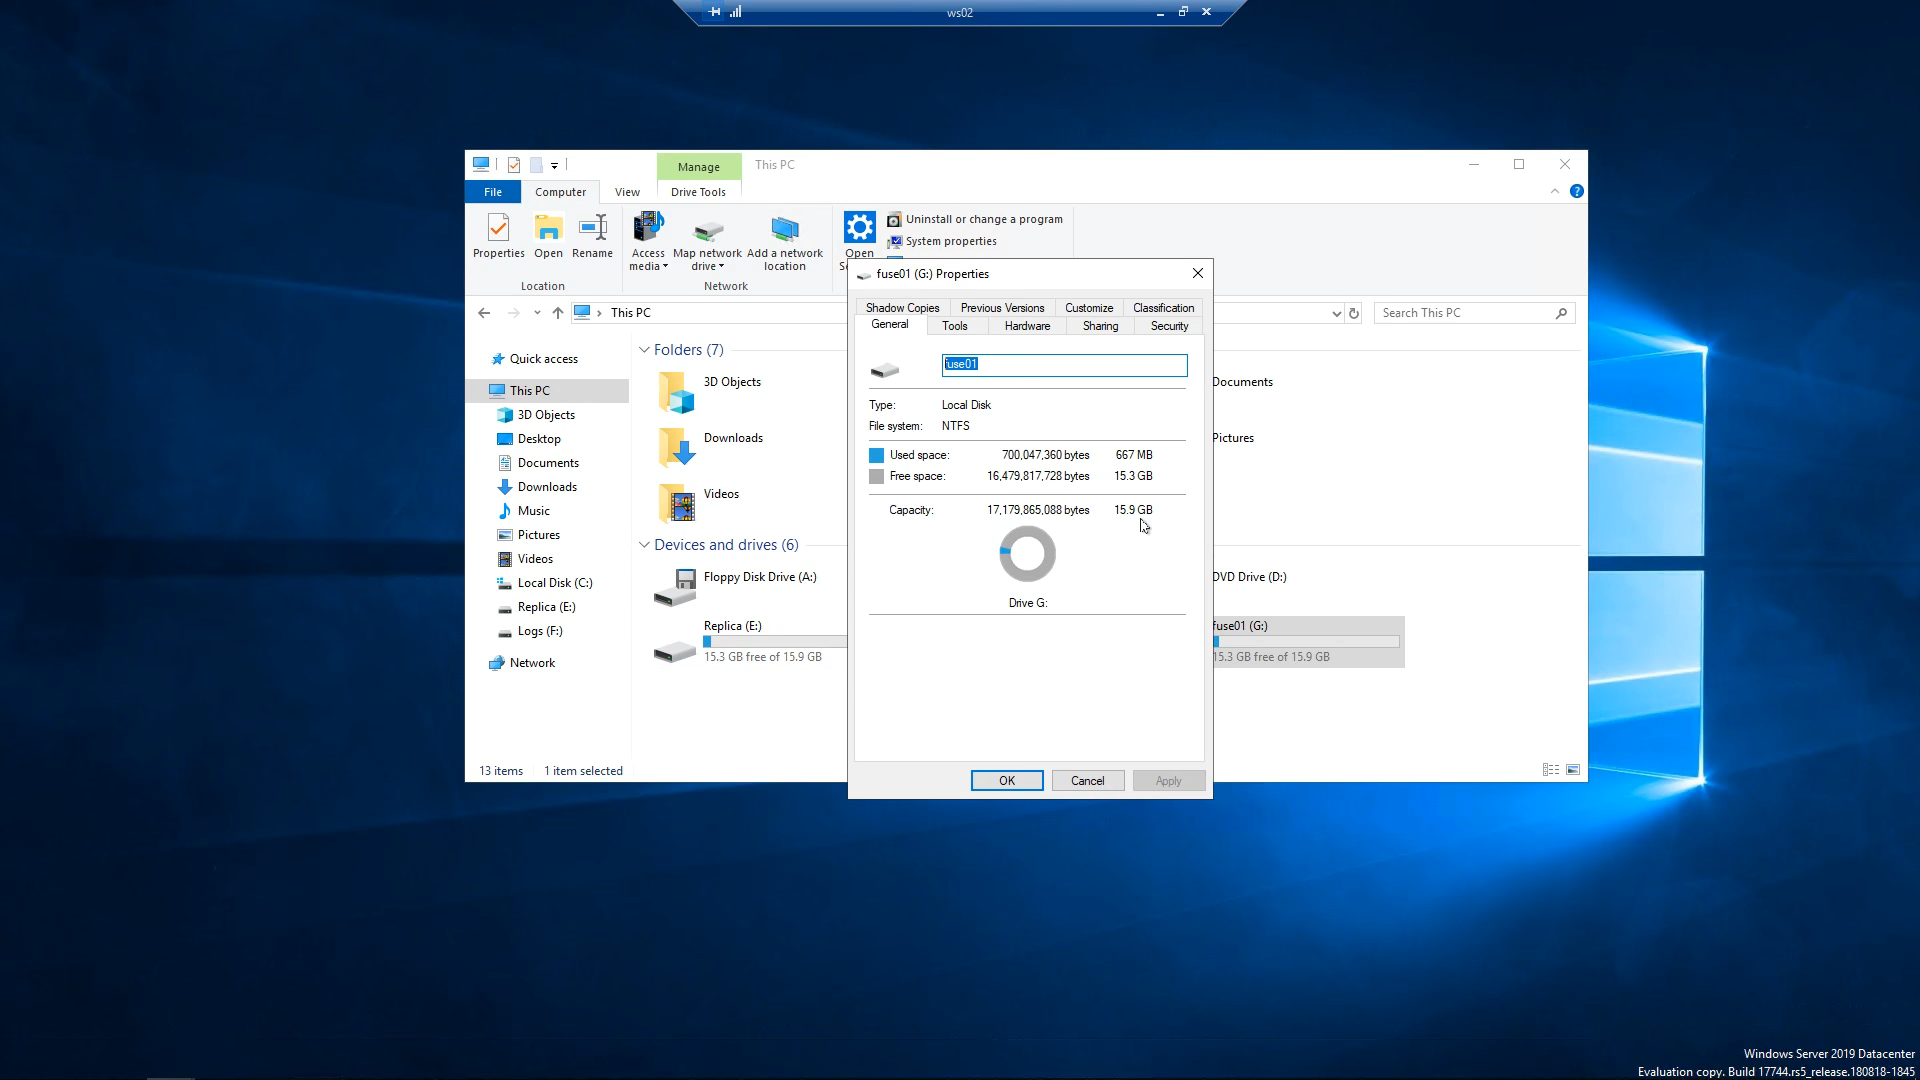 ws02
Manage
This PC
File
Computer
View
Drive Tools
Properties
Open
Rename
Access media
Map network drive
Add a network location
Open
Uninstall or change a program
System properties
Location
Network
This PC
Search This PC
Quick access
This PC
3D Objects
Desktop
Documents
Downloads
Music
Pictures
Videos
Local Disk (C:)
Replica (E:)
Logs (F:)
Network
Folders (7)
3D Objects
Downloads
Videos
Documents
Pictures
Devices and drives (6)
Floppy Disk Drive (A:)
DVD Drive (D:)
Replica (E:)
15.3 GB free of 15.9 GB
fuse01 (G:)
15.3 GB free of 15.9 GB
13 items
1 item selected
fuse01 (G:) Properties
Shadow Copies
Previous Versions
Customize
Classification
General
Tools
Hardware
Sharing
Security
fuse01
Type: Local Disk
File system: NTFS
Used space: 700,047,360 bytes 667 MB
Free space: 16,479,817,728 bytes 15.3 GB
Capacity: 17,179,865,088 bytes 15.9 GB
Drive G:
OK
Cancel
Apply
Windows Server 2019 Datacenter
Evaluation copy. Build 17744.rs5_release.180818-1845